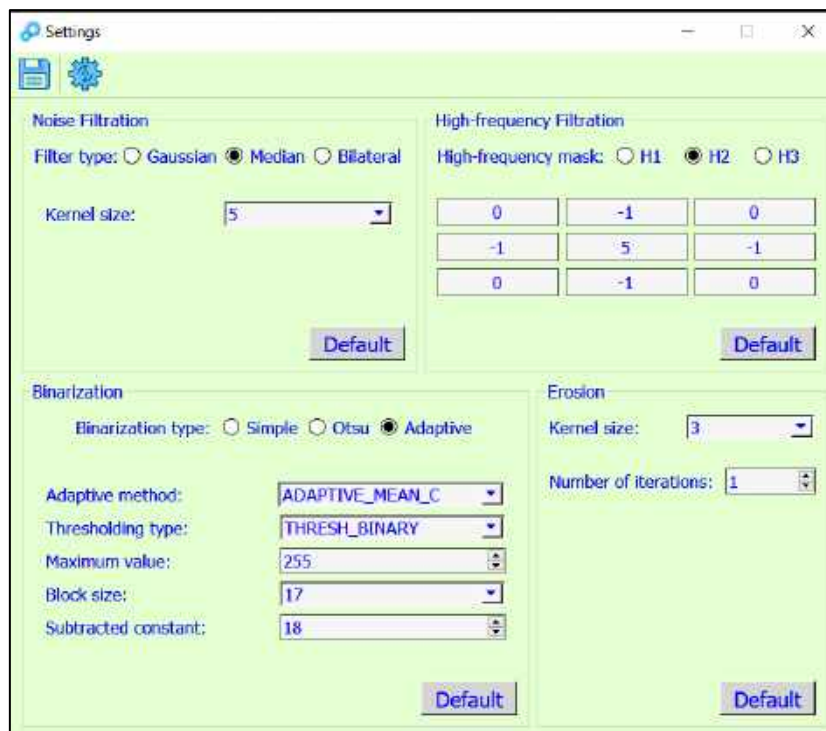 Settings
Noise Filtration
Filter type: Gaussian Median Bilateral
Kernel size: 5
Default
High-frequency Filtration
High-frequency mask: H1 H2 H3
0 -1 0
-1 5 -1
0 -1 0
Default
Binarization
Binarization type: Simple Otsu Adaptive
Adaptive method: ADAPTIVE_MEAN_C
Thresholding type: THRESH_BINARY
Maximum value: 255
Block size: 17
Subtracted constant: 18
Default
Erosion
Kernel size: 3
Number of iterations: 1
Default